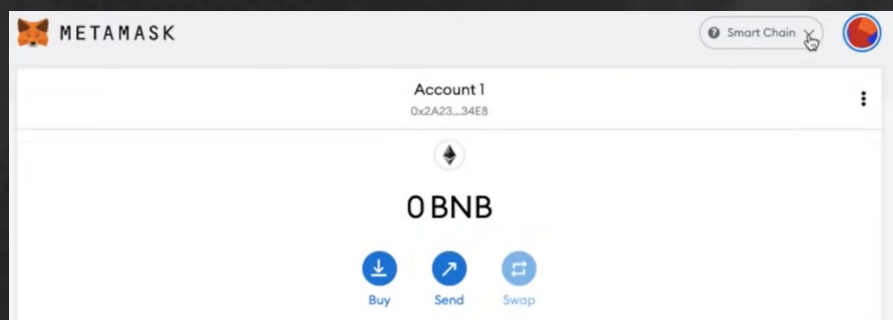 METAMASK
Smart Chain
Account 1
0x2A23...34E8
0 BNB
Buy Send Swap